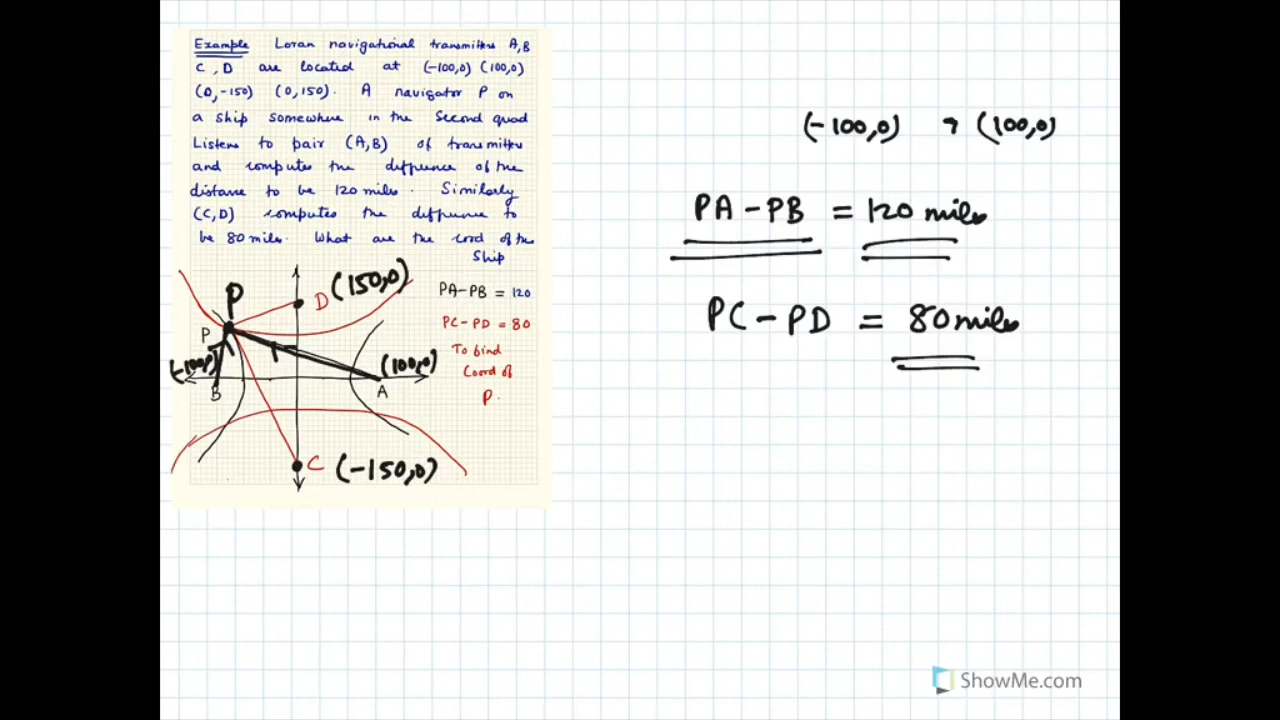 Example Loran navigational transmitters A,B
C, D are located at (-100,0) (100,0)
(0,-150) (0,150). A navigator P on
a ship somewhere in the Second quad
Listens to pair (A,B) of transmitters
and computes the difference of the
distance to be 120 miles. Similarly
(C,D) computes the difference to
be 80 miles. What are the cord of the
Ship
P
D (150,0)
P
(-100,0)
(100,0)
B
A
C (-150,0)
PA-PB = 120
PC-PD = 80
To find
Coord of
P.
(-100,0) , (100,0)
PA-PB = 120 miles
PC-PD = 80 miles
ShowMe.com